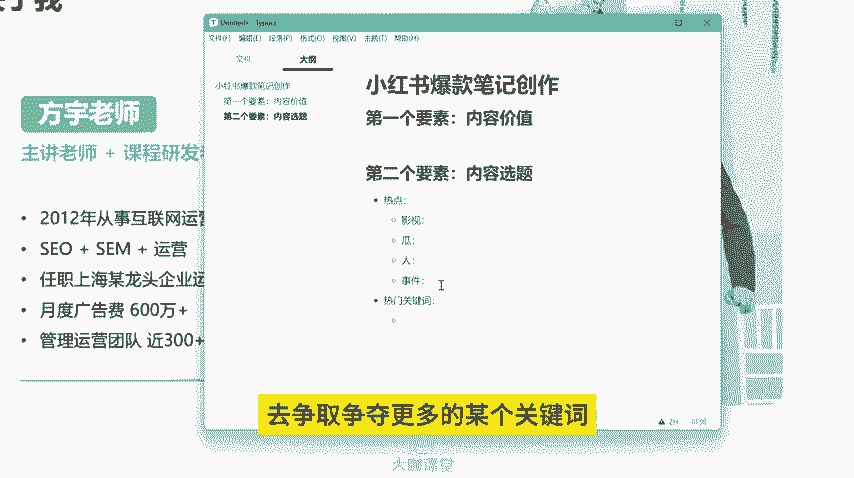 于我
方宇老师
主讲老师 + 课程研发
2012年从事互联网运营
SEO + SEM + 运营
任职上海某龙头企业运
月度广告费 600万+
管理运营团队 近300+
Untitled• - Typora
文件(F) 编辑(E) 段落(P) 格式(O) 视图(V) 主题(T) 帮助(H)
文件 大纲
小红书爆款笔记创作
第一个要素：内容价值
第二个要素：内容选题
小红书爆款笔记创作
第一个要素：内容价值
第二个要素：内容选题
热点：
影视：
瓜：
人：
事件：
热门关键词：
去争取争夺更多的某个关键词
大咖课堂